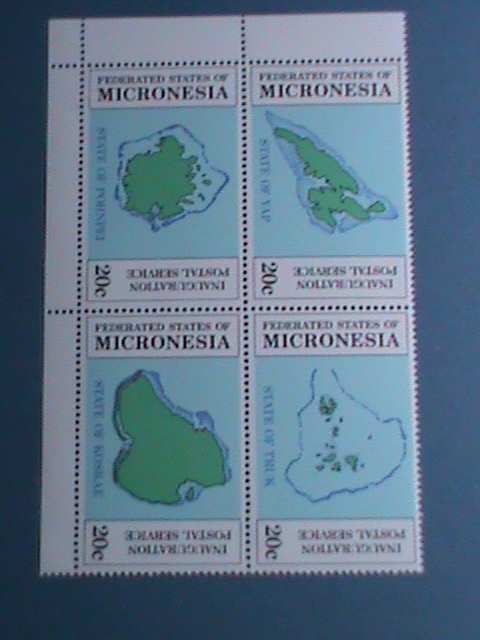 FEDERATED STATES OF
MICRONESIA
STATE OF POHNPEI
20c
INAUGURATION
POSTAL SERVICE
FEDERATED STATES OF
MICRONESIA
STATE OF YAP
20c
INAUGURATION
POSTAL SERVICE
FEDERATED STATES OF
MICRONESIA
STATE OF KOSRAE
20c
INAUGURATION
POSTAL SERVICE
FEDERATED STATES OF
MICRONESIA
STATE OF TRUK
20c
INAUGURATION
POSTAL SERVICE